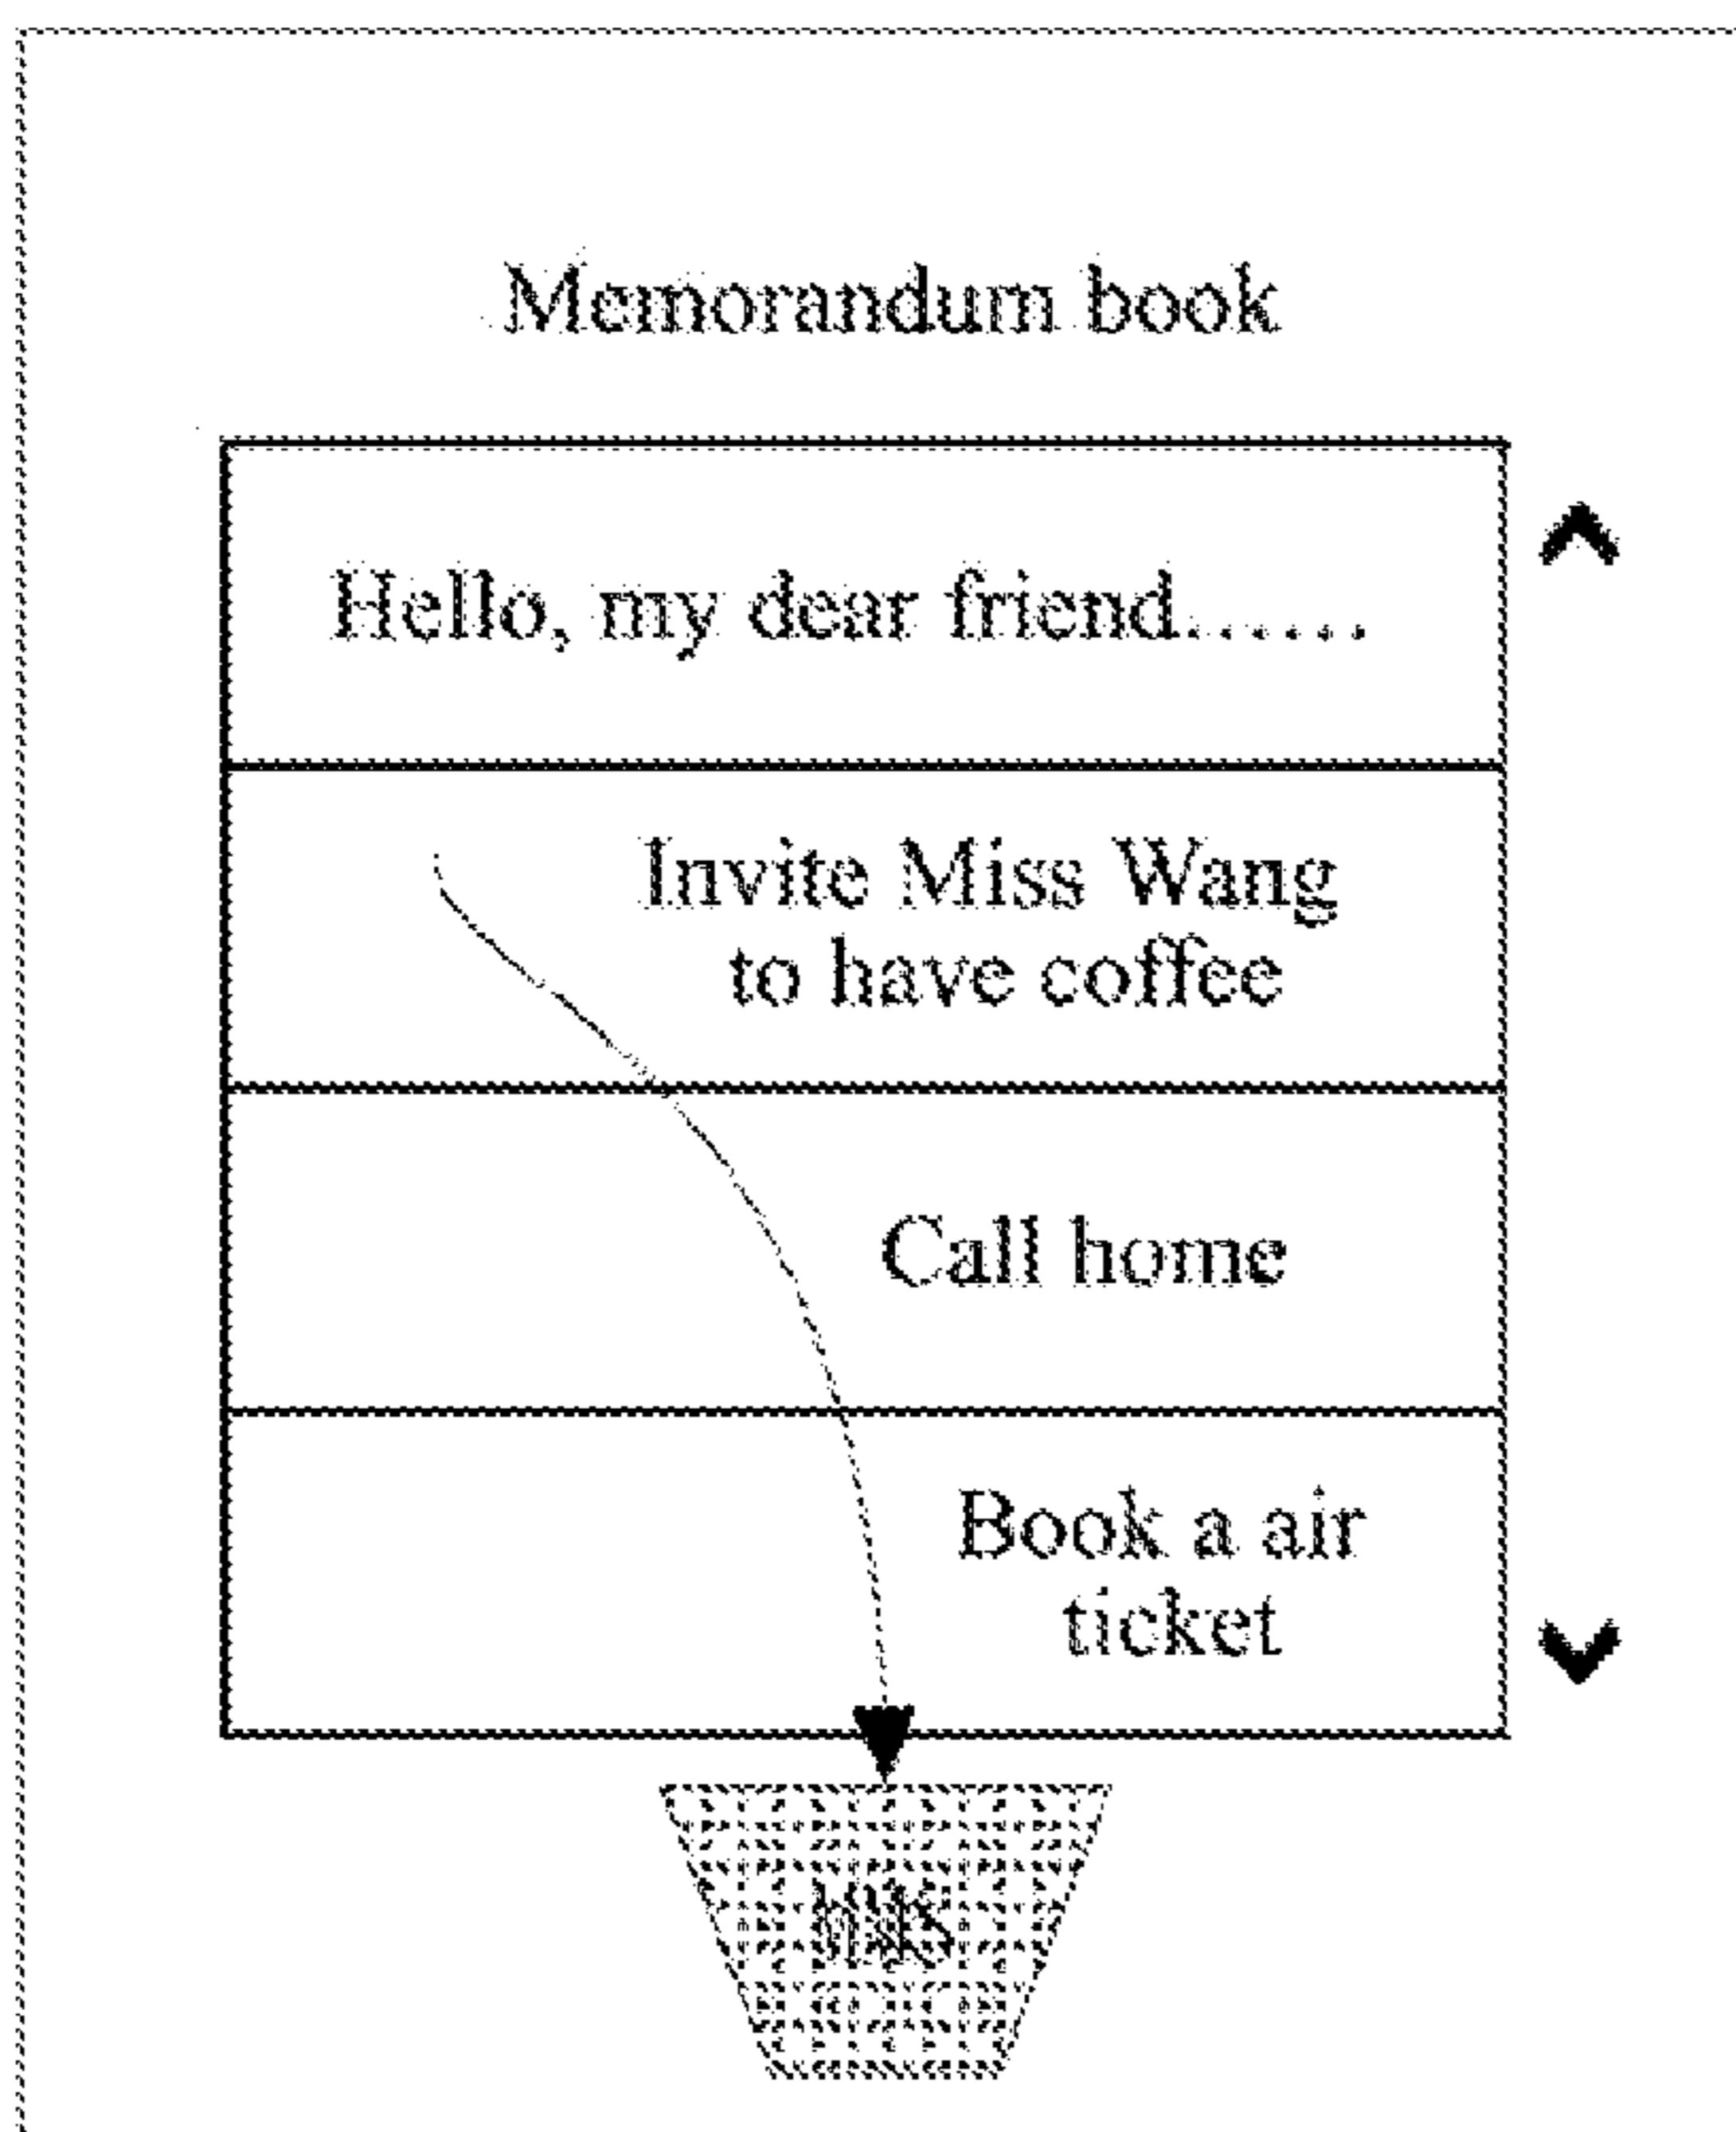 Memorandum book
Hello, my dear friend.......
Invite Miss Wang
to have coffee
Call home
Book a air
ticket